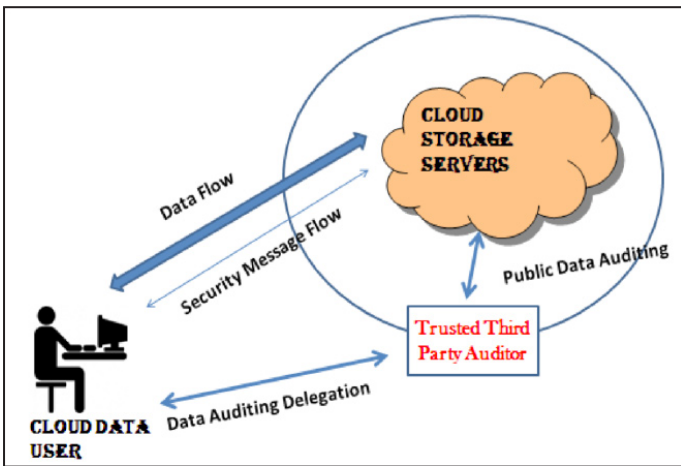 CLOUD
STORAGE
SERVERS
Data Flow
Security Message Flow
Public Data Auditing
Trusted Third
Party Auditor
Data Auditing Delegation
CLOUD DATA
USER